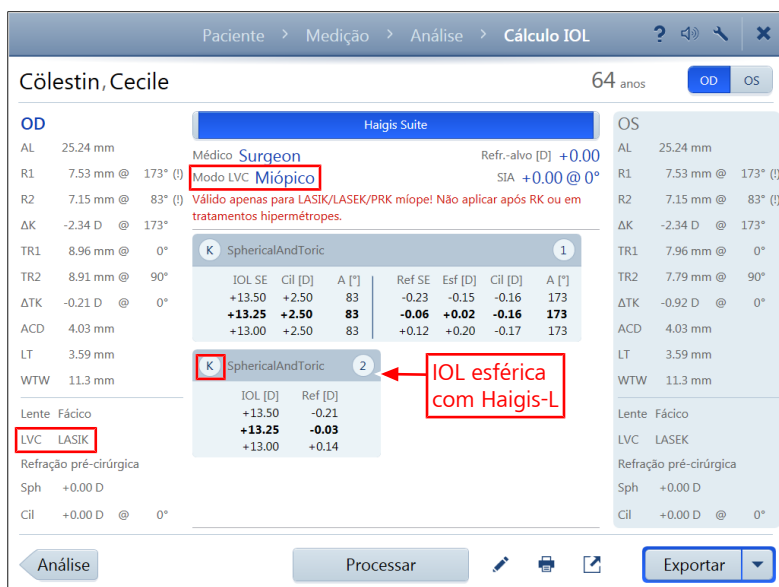 Paciente > Medição > Análise > Cálculo IOL ?
Cölestin, Cecile 64 anos OD OS
OD
AL 25.24 mm
R1 7.53 mm @ 173° (!)
R2 7.15 mm @ 83° (!)
ΔK -2.34 D @ 173°
TR1 8.96 mm @ 0°
TR2 8.91 mm @ 90°
ΔTK -0.21 D @ 0°
ACD 4.03 mm
LT 3.59 mm
WTW 11.3 mm
Lente Fácico
LVC LASIK
Refração pré-cirúrgica
Sph +0.00 D
Cil +0.00 D @ 0°
Haigis Suite
Médico Surgeon Refr.-alvo [D] +0.00
Modo LVC Miópico SIA +0.00 @ 0°
Válido apenas para LASIK/LASEK/PRK míope! Não aplicar após RK ou em
tratamentos hipermétropes.
K SphericalAndToric 1
IOL SE Cil [D] A [°] Ref SE Esf [D] Cil [D] A [°]
+13.50 +2.50 83 -0.23 -0.15 -0.16 173
+13.25 +2.50 83 -0.06 +0.02 -0.16 173
+13.00 +2.50 83 +0.12 +0.20 -0.17 173
K SphericalAndToric 2
IOL [D] Ref [D]
+13.50 -0.21
+13.25 -0.03
+13.00 +0.14
IOL esférica
com Haigis-L
OS
AL 25.24 mm
R1 7.53 mm @ 173° (!)
R2 7.15 mm @ 83° (!)
ΔK -2.34 D @ 173°
TR1 7.96 mm @ 0°
TR2 7.79 mm @ 90°
ΔTK -0.92 D @ 0°
ACD 4.03 mm
LT 3.59 mm
WTW 11.3 mm
Lente Fácico
LVC LASEK
Refração pré-cirúrgica
Sph +0.00 D
Cil +0.00 D @ 0°
Análise Processar Exportar